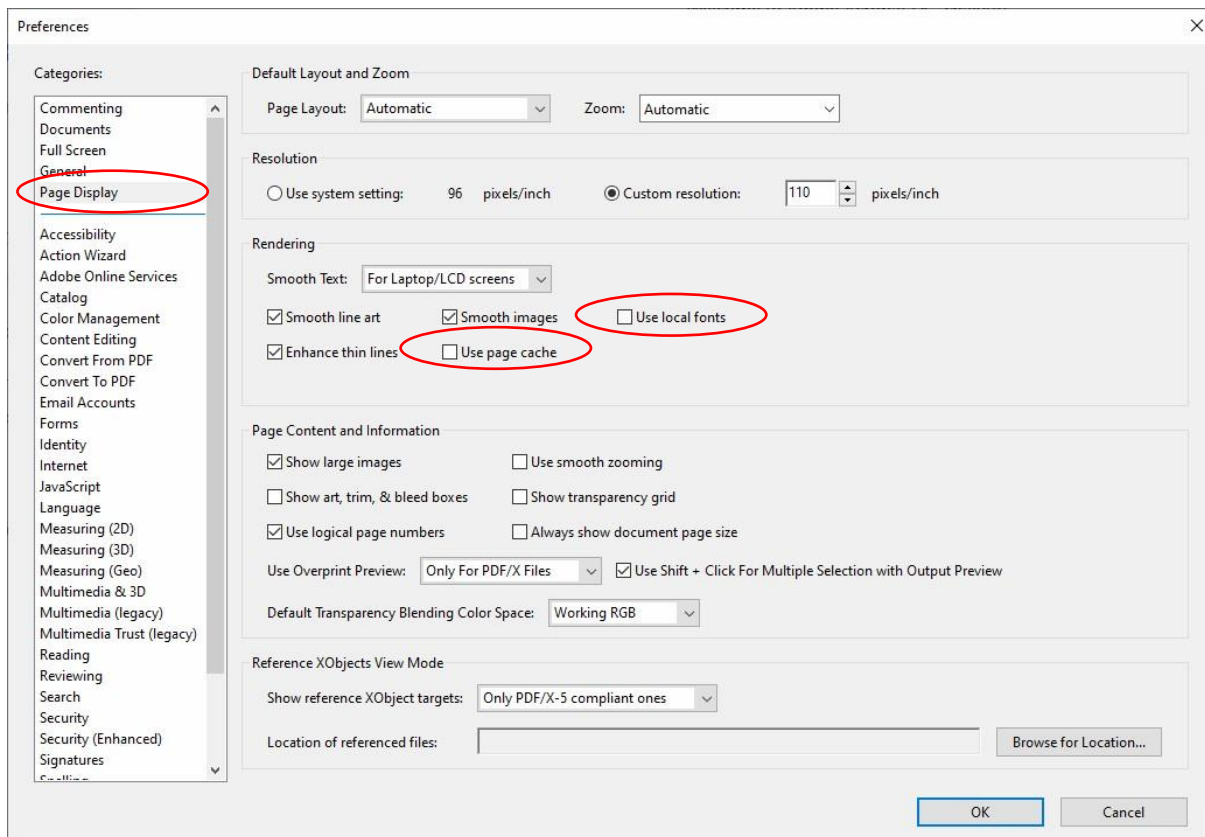 Preferences
Categories:
Commenting
Documents
Full Screen
General
Page Display
Accessibility
Action Wizard
Adobe Online Services
Catalog
Color Management
Content Editing
Convert From PDF
Convert To PDF
Email Accounts
Forms
Identity
Internet
JavaScript
Language
Measuring (2D)
Measuring (3D)
Measuring (Geo)
Multimedia & 3D
Multimedia (legacy)
Multimedia Trust (legacy)
Reading
Reviewing
Search
Security
Security (Enhanced)
Signatures
Default Layout and Zoom
Page Layout: Automatic Zoom: Automatic
Resolution
Use system setting: 96 pixels/inch Custom resolution: 110 pixels/inch
Rendering
Smooth Text: For Laptop/LCD screens
Smooth line art Smooth images Use local fonts
Enhance thin lines Use page cache
Page Content and Information
Show large images Use smooth zooming
Show art, trim, & bleed boxes Show transparency grid
Use logical page numbers Always show document page size
Use Overprint Preview: Only For PDF/X Files Use Shift + Click For Multiple Selection with Output Preview
Default Transparency Blending Color Space: Working RGB
Reference XObjects View Mode
Show reference XObject targets: Only PDF/X-5 compliant ones
Location of referenced files: Browse for Location...
OK Cancel